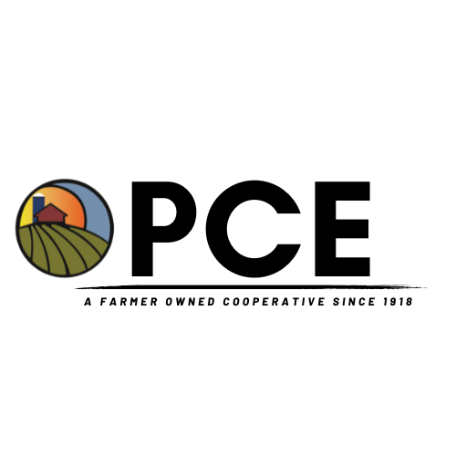 PCE
A FARMER OWNED COOPERATIVE SINCE 1918